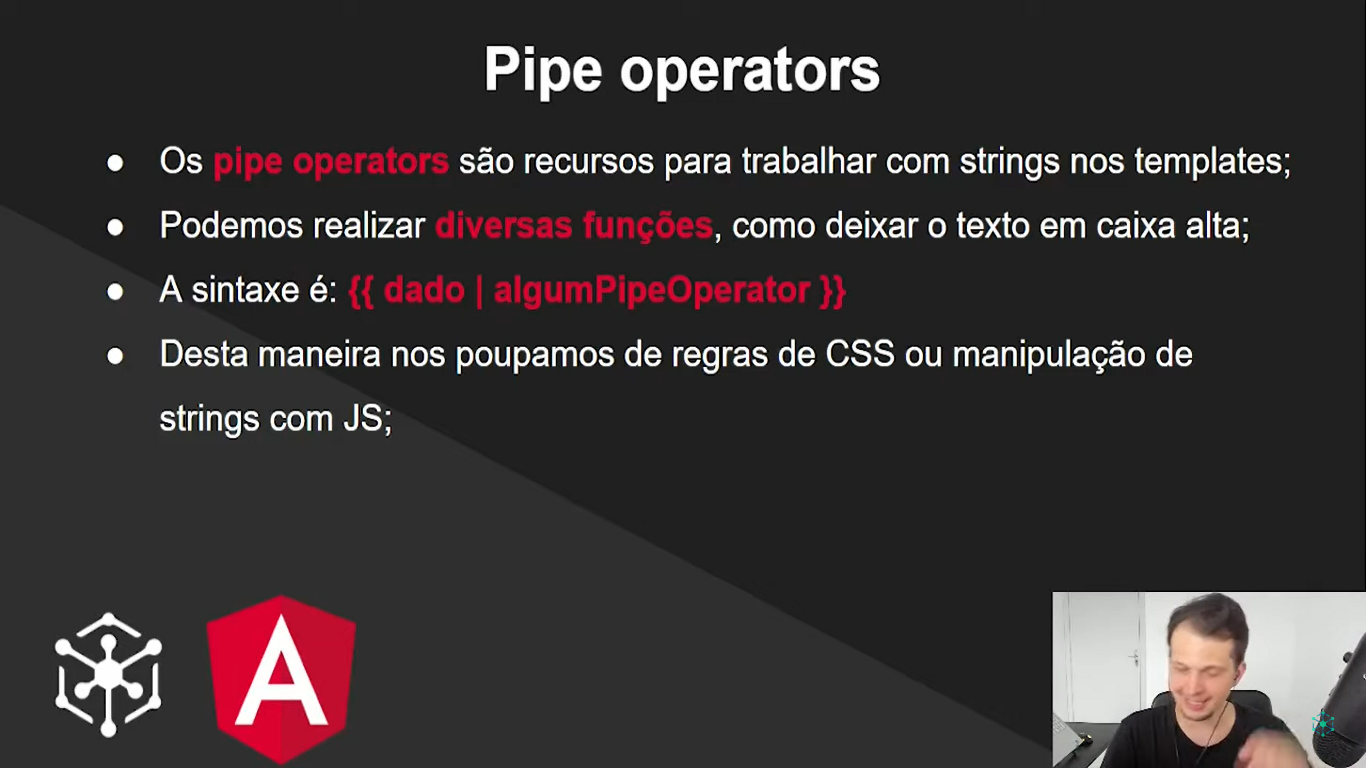 Pipe operators
● Os pipe operators são recursos para trabalhar com strings nos templates;
● Podemos realizar diversas funções, como deixar o texto em caixa alta;
● A sintaxe é: {{ dado | algumPipeOperator }}
● Desta maneira nos poupamos de regras de CSS ou manipulação de
strings com JS;
A